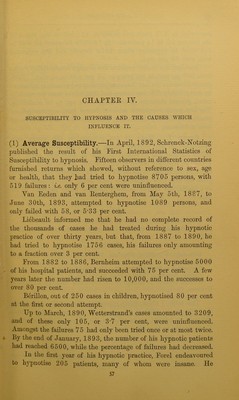 CHAPTER IV.
SUSCEPTIBILITY TO HYPNOSIS AND THE CAUSES WHICH
INFLUENCE IT.
(1) Average Susceptibility.—In April, 1892, Schrenck-Notzing
published the result of his First International Statistics of
Susceptibility to hypnosis. Fifteen observers in different countries
furnished returns which showed, without reference to sex, age
or health, that they had tried to hypnotise 8705 persons, with
519 failures: i.e. only 6 per cent were uninfluenced.
Van Eeden and van Renterghem, from May 5th, 1887, to
June 30th, 1893, attempted to hypnotise 1089 persons, and
only failed with 58, or 5·33 per cent.
Liébault informed me that he had no complete record of
the thousands of cases he had treated during his hypnotic
practice of over thirty years, but that, from 1887 to 1890, he
had tried to hypnotise 1756 cases, his failures only amounting
to a fraction over 3 per cent.
From 1882 to 1886, Bernheim attempted to hypnotise 5000
of his hospital patients, and succeeded with 75 per cent. A few
years later the number had risen to 10,000, and the successes to
over 80 per cent.
Bérillon, out of 250 cases in children, hypnotised 80 per cent
at the first or second attempt.
Up to March, 1890, Wetterstrand's cases amounted to 3209,
and of these only 105, or 3·7 per cent, were uninfluenced.
Amongst the failures 75 had only been tried once or at most twice.
By the end of January, 1893, the number of his hypnotic patients
had reached 6500, while the percentage of failures had decreased.
In the first year of his hypnotic practice, Forel endeavoured
to hypnotise 205 patients, many of whom were insane. He
57